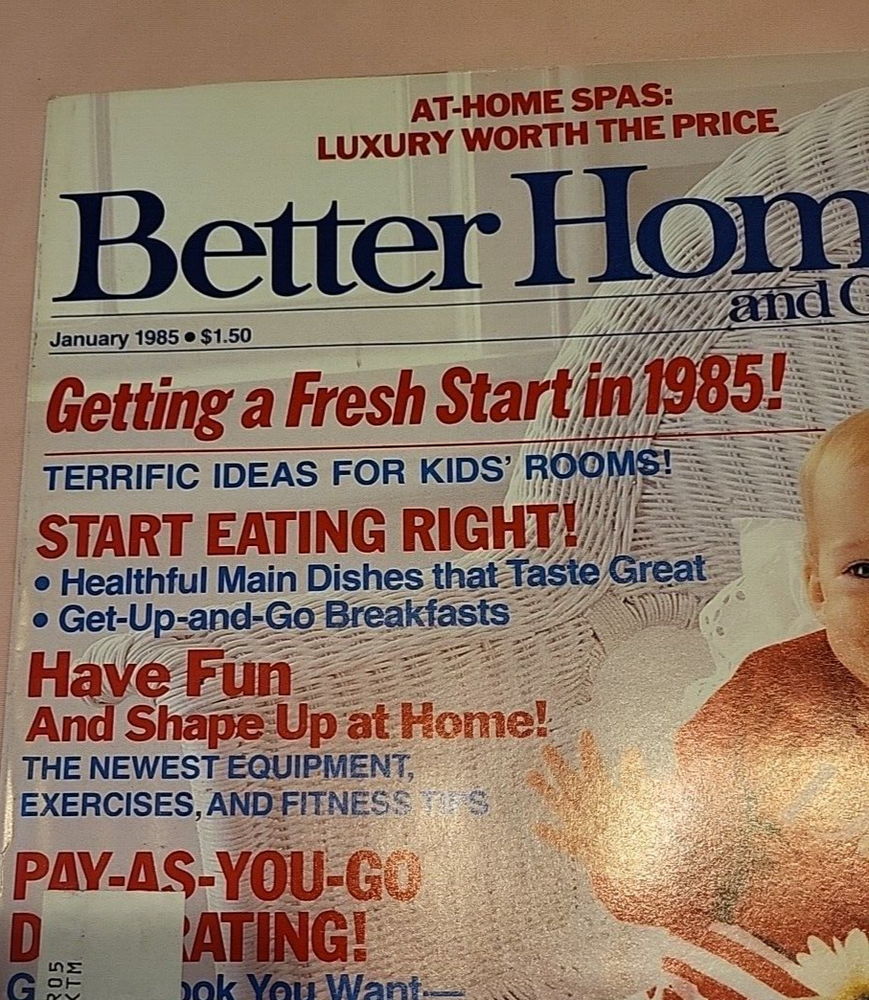 AT-HOME SPAS:
LUXURY WORTH THE PRICE
Better Hom
and G
January 1985 ● $1.50
Getting a Fresh Start in 1985!
TERRIFIC IDEAS FOR KIDS' ROOMS!
START EATING RIGHT!
• Healthful Main Dishes that Taste Great
• Get-Up-and-Go Breakfasts
Have Fun
And Shape Up at Home!
THE NEWEST EQUIPMENT,
EXERCISES, AND FITNESS TIPS
PAY-AS-YOU-GO
D RATING!
G ook You Want—
R05
KTM